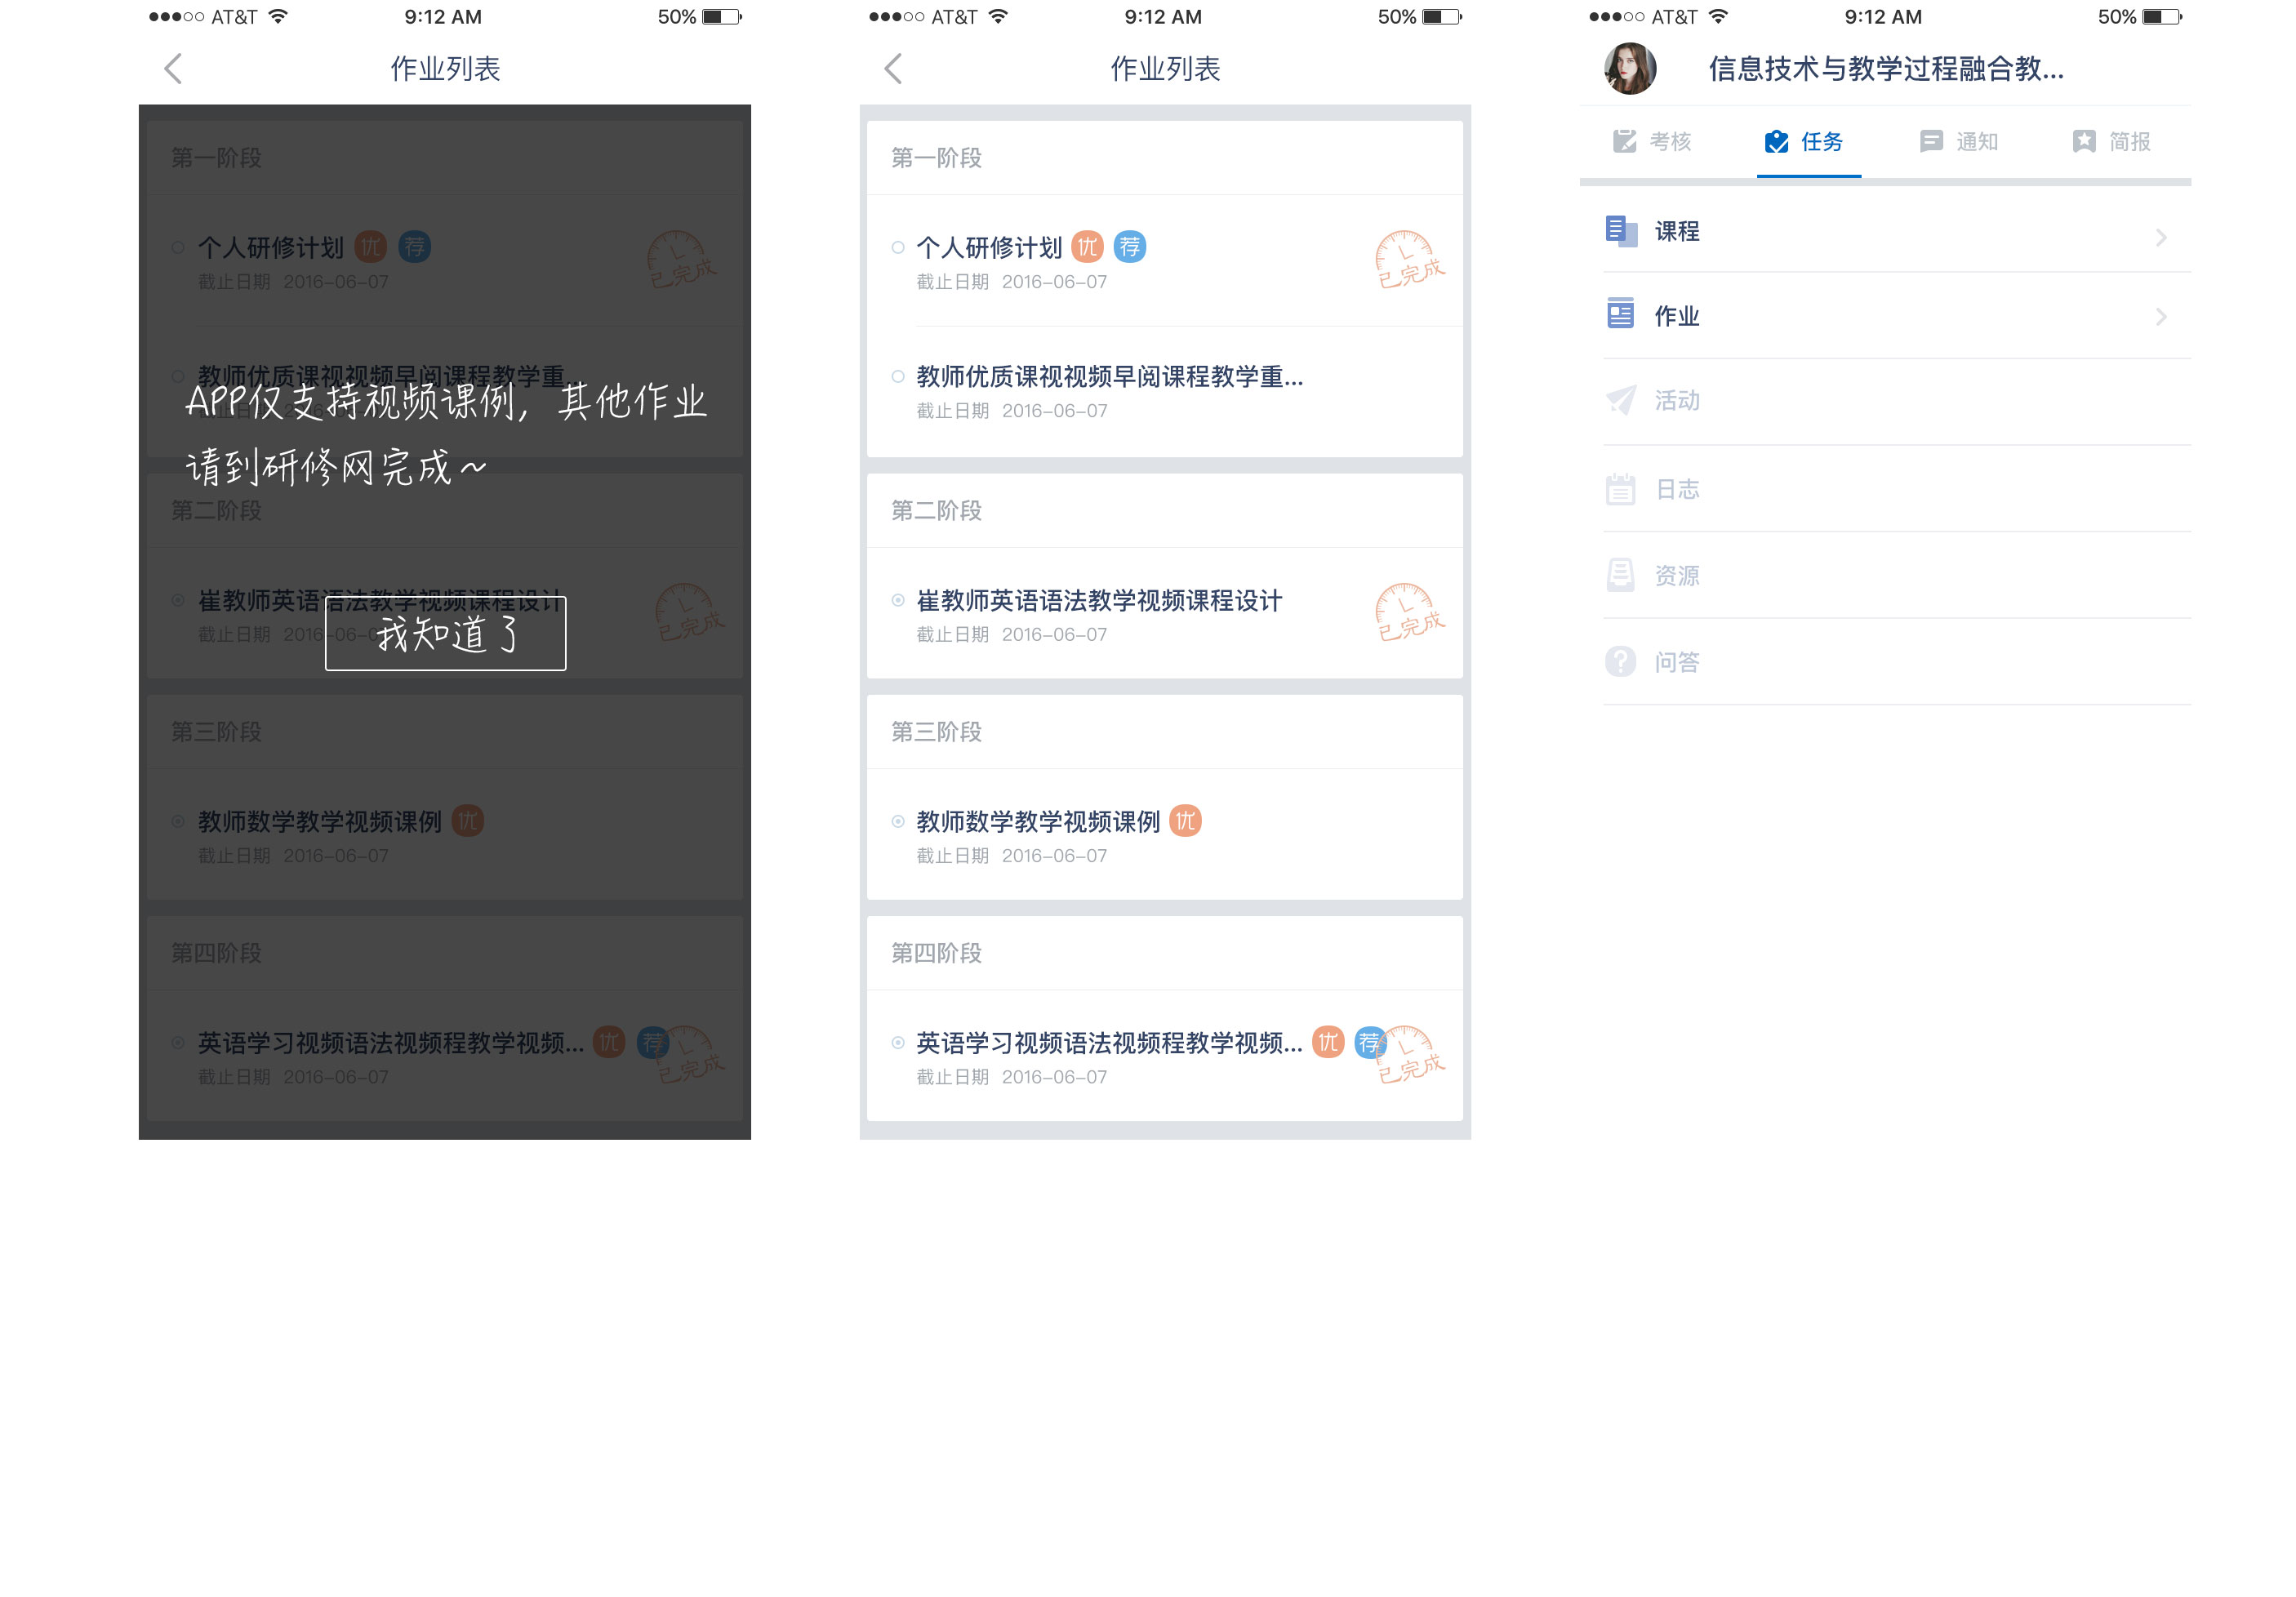 AT&T 9:12 AM 50%
作业列表
第一阶段
个人研修计划 优 荐
截止日期 2016-06-07
已完成
教师优质课视视频早阅课程教学重...
截止日期 2016-06-07
APP仅支持视频课例，其他作业
请到研修网完成~
第二阶段
崔教师英语语法教学视频课程设计
截止日期 2016-06-07
已完成
我知道了
第三阶段
教师数学教学视频课例 优
截止日期 2016-06-07
第四阶段
英语学习视频语法视频程教学视频... 优 荐
截止日期 2016-06-07
已完成
AT&T 9:12 AM 50%
作业列表
第一阶段
个人研修计划 优 荐
截止日期 2016-06-07
已完成
教师优质课视视频早阅课程教学重...
截止日期 2016-06-07
第二阶段
崔教师英语语法教学视频课程设计
截止日期 2016-06-07
已完成
第三阶段
教师数学教学视频课例 优
截止日期 2016-06-07
第四阶段
英语学习视频语法视频程教学视频... 优 荐
截止日期 2016-06-07
已完成
AT&T 9:12 AM 50%
信息技术与教学过程融合教...
考核 任务 通知 简报
课程
作业
活动
日志
资源
问答